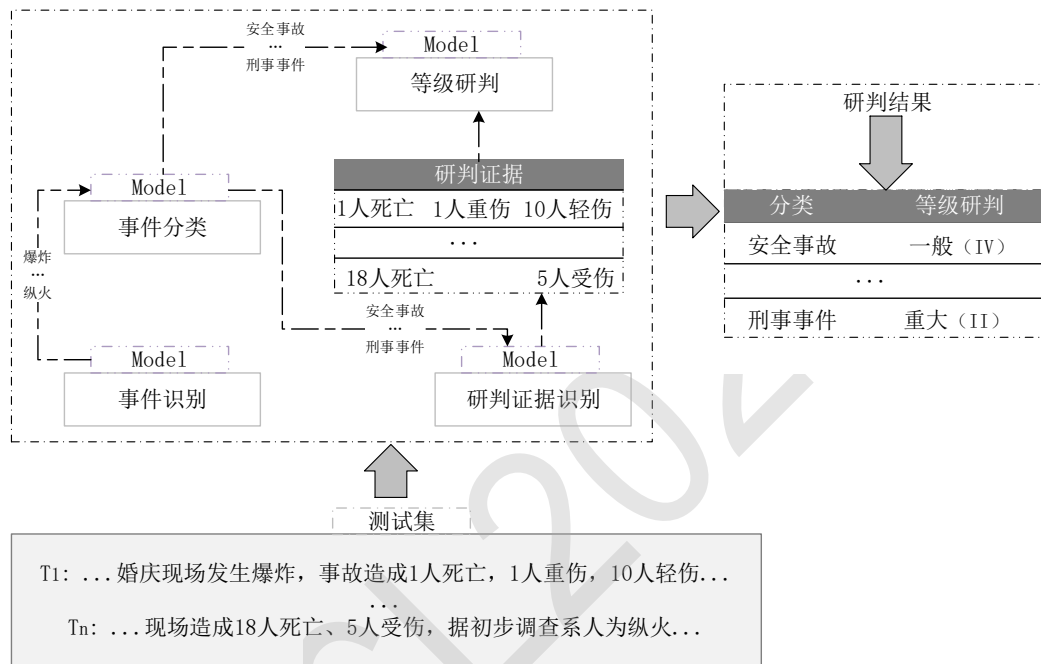 安全事故
...
刑事事件
Model
等级研判
研判证据
1人死亡 1人重伤 10人轻伤
...
18人死亡 5人受伤
Model
事件分类
爆炸
...
纵火
安全事故
...
刑事事件
Model
事件识别
Model
研判证据识别
研判结果
分类 等级研判
安全事故 一般（IV）
...
刑事事件 重大（II）
测试集
T1: ...婚庆现场发生爆炸，事故造成1人死亡，1人重伤，10人轻伤...
...
Tn: ...现场造成18人死亡、5人受伤，据初步调查系人为纵火...